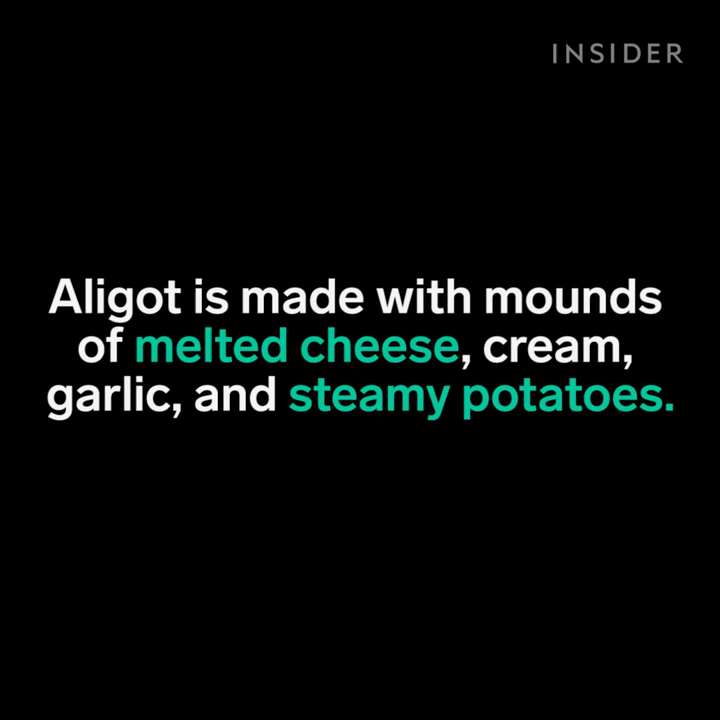 INSIDER
Aligot is made with mounds
of melted cheese, cream,
garlic, and steamy potatoes.